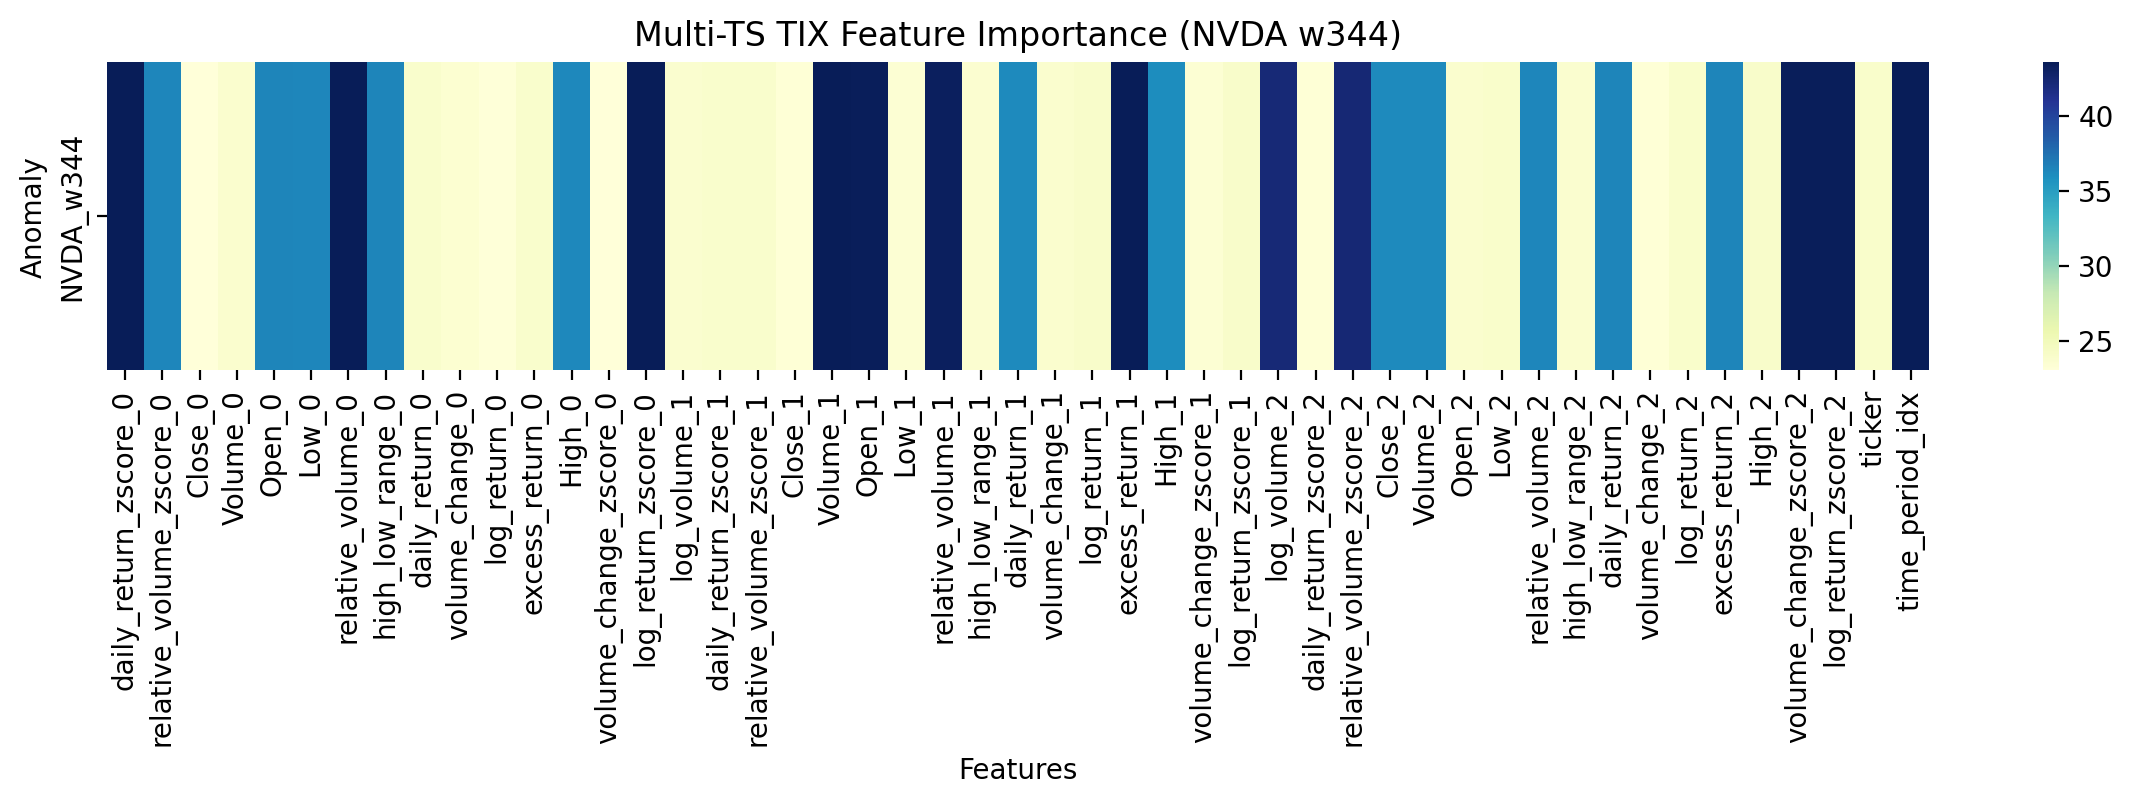 Multi-TS TIX Feature Importance (NVDA w344)
Anomaly
NVDA_w344
40
35
30
25
daily_return_zscore_0
relative_volume_zscore_0
Close_0
Volume_0
Open_0
Low_0
relative_volume_0
high_low_range_0
daily_return_0
volume_change_0
log_return_0
excess_return_0
High_0
volume_change_zscore_0
log_return_zscore_0
log_volume_1
daily_return_zscore_1
relative_volume_zscore_1
Close_1
Volume_1
Open_1
Low_1
relative_volume_1
high_low_range_1
daily_return_1
volume_change_1
log_return_1
excess_return_1
High_1
volume_change_zscore_1
log_return_zscore_1
log_volume_2
daily_return_zscore_2
relative_volume_zscore_2
Close_2
Volume_2
Open_2
Low_2
relative_volume_2
high_low_range_2
daily_return_2
volume_change_2
log_return_2
excess_return_2
High_2
volume_change_zscore_2
log_return_zscore_2
ticker
time_period_idx
Features